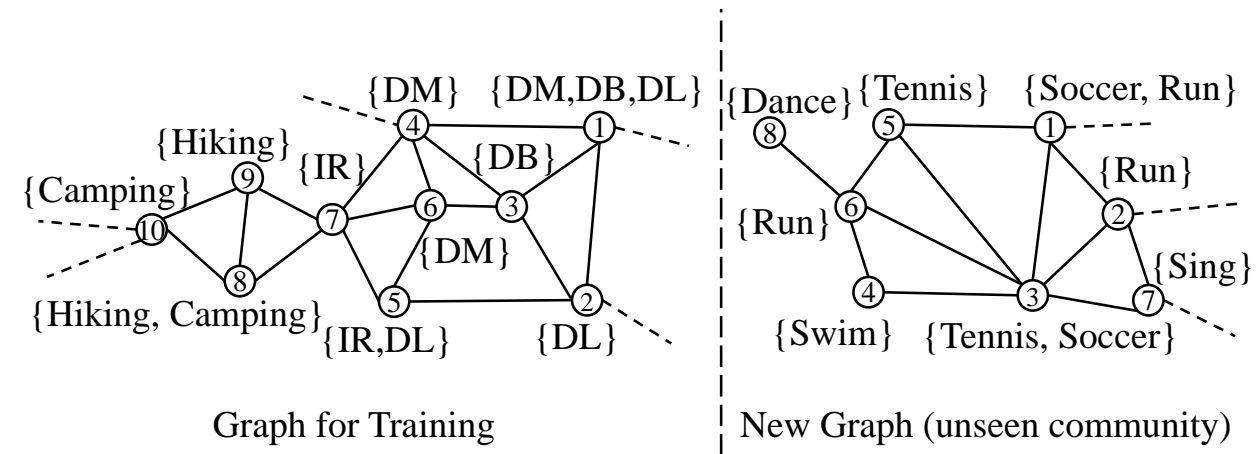 {DM}
{DM,DB,DL}
4
1
{Hiking}
{IR}
{DB}
{Camping}
9
10
7
6
3
{DM}
8
5
2
{Hiking, Camping}
{IR,DL}
{DL}
Graph for Training
{Dance}
{Tennis}
{Soccer, Run}
8
5
1
{Run}
6
2
{Run}
{Sing}
4
3
7
{Swim}
{Tennis, Soccer}
New Graph (unseen community)